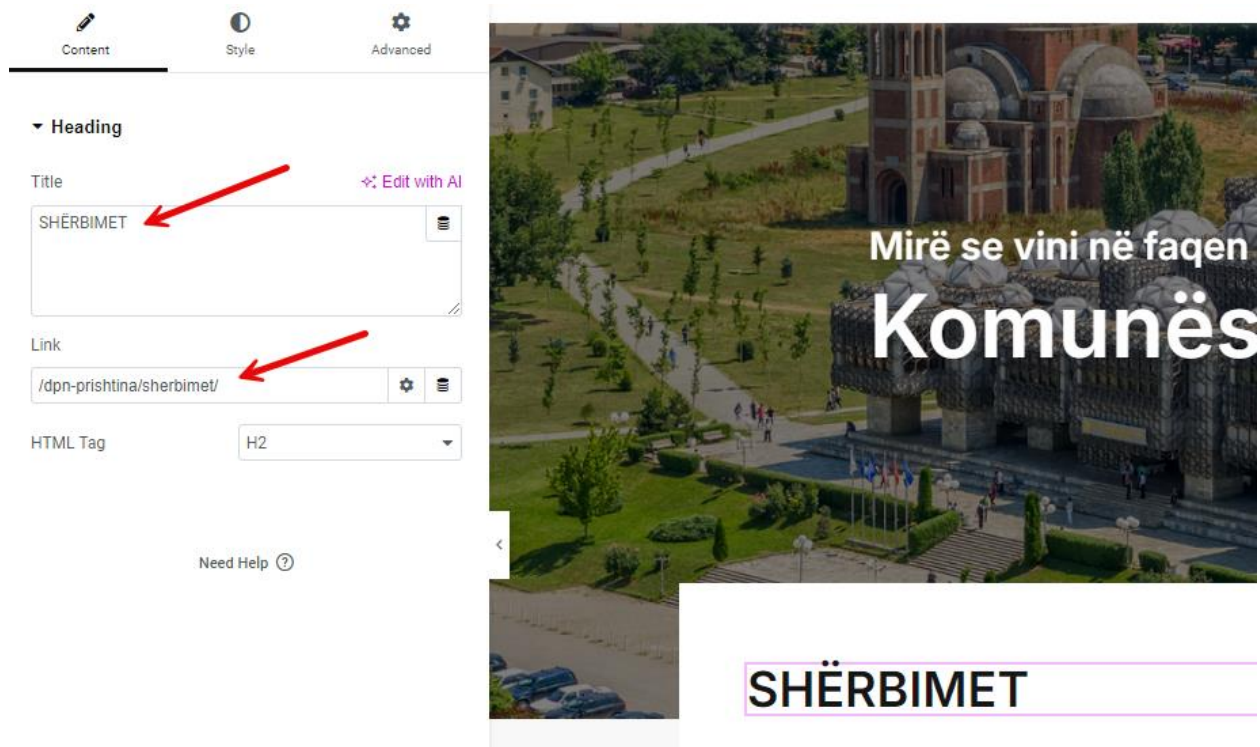 Content
Style
Advanced
Heading
Title
Edit with AI
SHËRBIMET
Link
/dpn-prishtina/sherbimet/
HTML Tag
H2
Need Help
Mirë se vini në faqen
Komunës
SHËRBIMET